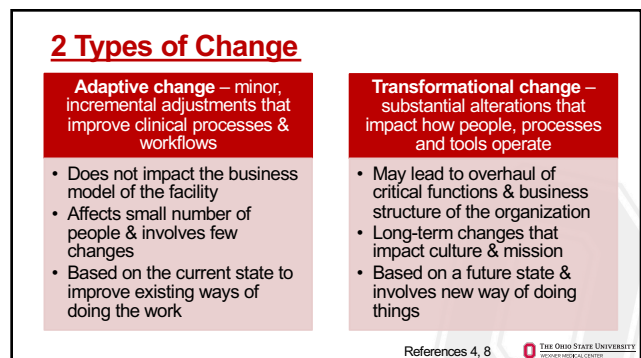 2 Types of Change
Adaptive change – minor,
incremental adjustments that
improve clinical processes &
workflows
• Does not impact the business
model of the facility
• Affects small number of
people & involves few
changes
• Based on the current state to
improve existing ways of
doing the work
Transformational change –
substantial alterations that
impact how people, processes
and tools operate
• May lead to overhaul of
critical functions & business
structure of the organization
• Long-term changes that
impact culture & mission
• Based on a future state &
involves new way of doing
things
References 4, 8
THE OHIO STATE UNIVERSITY
WEXNER MEDICAL CENTER